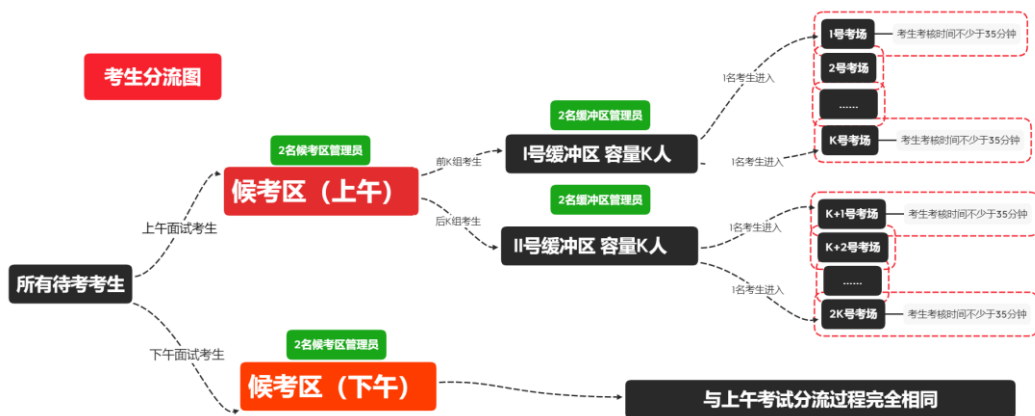 考生分流图
所有待考考生
上午面试考生
下午面试考生
2名候考区管理员
候考区（上午）
前K组考生
后K组考生
2名缓冲区管理员
I号缓冲区 容量K人
2名缓冲区管理员
II号缓冲区 容量K人
1名考生进入
1名考生进入
1名考生进入
1名考生进入
1号考场
考生考核时间不少于35分钟
2号考场
......
K号考场
考生考核时间不少于35分钟
K+1号考场
考生考核时间不少于35分钟
K+2号考场
......
2K号考场
考生考核时间不少于35分钟
2名候考区管理员
候考区（下午）
与上午考试分流过程完全相同